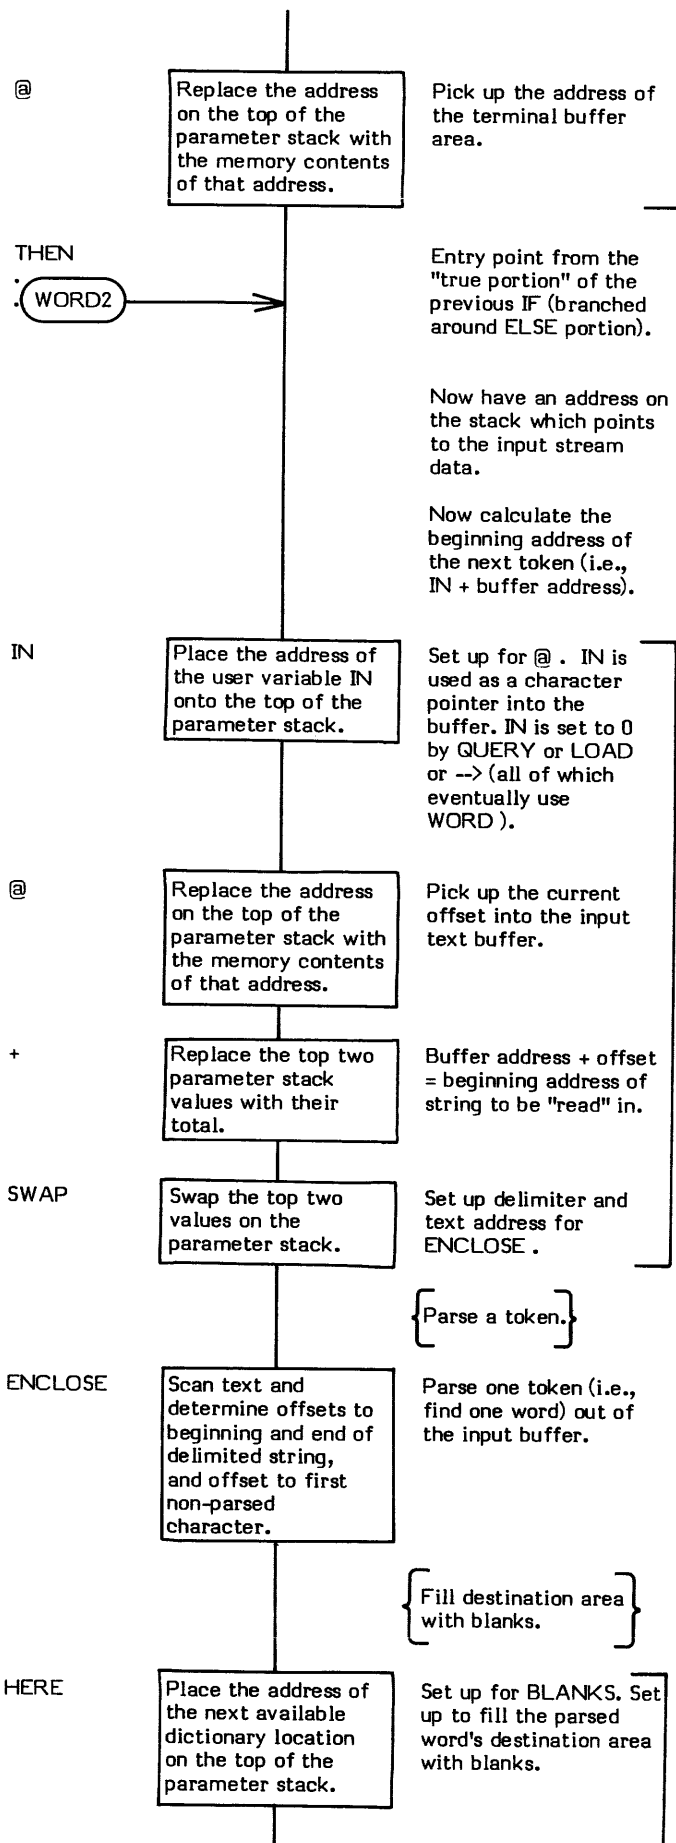 @
Replace the address
on the top of the
parameter stack with
the memory contents
of that address.
Pick up the address of
the terminal buffer
area.
THEN
: WORD2
Entry point from the
"true portion" of the
previous IF (branched
around ELSE portion).
Now have an address on
the stack which points
to the input stream
data.
Now calculate the
beginning address of
the next token (i.e.,
IN + buffer address).
IN
Place the address of
the user variable IN
onto the top of the
parameter stack.
Set up for @ . IN is
used as a character
pointer into the
buffer. IN is set to 0
by QUERY or LOAD
or --> (all of which
eventually use
WORD ).
@
Replace the address
on the top of the
parameter stack with
the memory contents
of that address.
Pick up the current
offset into the input
text buffer.
+
Replace the top two
parameter stack
values with their
total.
Buffer address + offset
= beginning address of
string to be "read" in.
SWAP
Swap the top two
values on the
parameter stack.
Set up delimiter and
text address for
ENCLOSE .
{Parse a token.}
ENCLOSE
Scan text and
determine offsets to
beginning and end of
delimited string,
and offset to first
non-parsed
character.
Parse one token (i.e.,
find one word) out of
the input buffer.
{Fill destination area
with blanks.}
HERE
Place the address of
the next available
dictionary location
on the top of the
parameter stack.
Set up for BLANKS. Set
up to fill the parsed
word's destination area
with blanks.